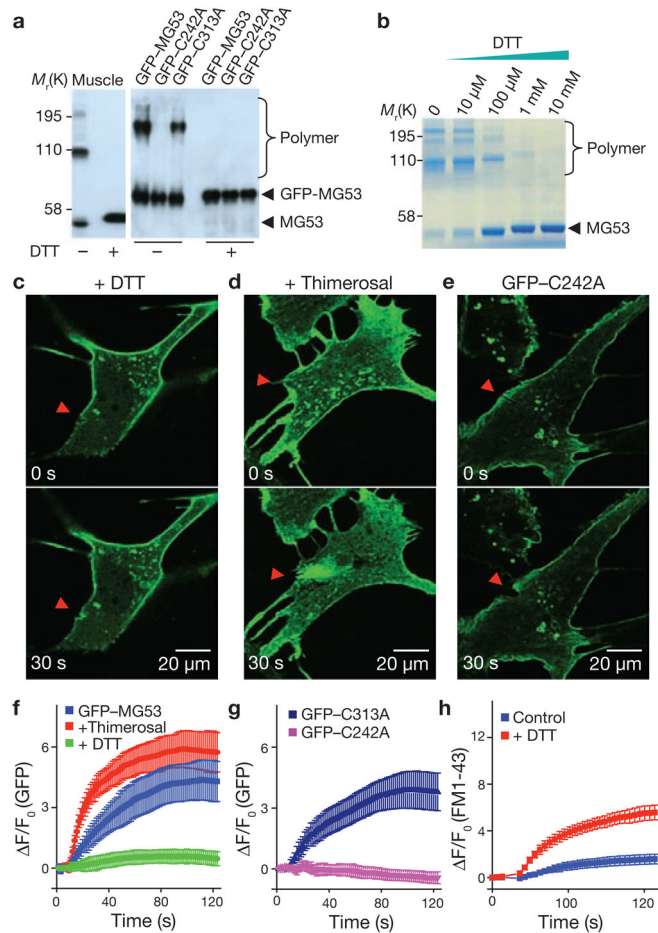 a
GFP–MG53
GFP–C242A
GFP–C313A
GFP–MG53
GFP–C242A
GFP–C313A
Mr(K) Muscle
195
110
58
Polymer
GFP-MG53
MG53
DTT – + – +
b
DTT
Mr(K)
0
10 µM
100 µM
1 mM
10 mM
195
110
58
Polymer
MG53
c
+ DTT
0 s
30 s
20 µm
d
+ Thimerosal
0 s
30 s
20 µm
e
GFP–C242A
0 s
30 s
20 µm
f
GFP–MG53
+Thimerosal
+ DTT
ΔF/F0 (GFP)
6
3
0
0 40 80 120
Time (s)
g
GFP–C313A
GFP–C242A
ΔF/F0 (GFP)
6
3
0
0 40 80 120
Time (s)
h
Control
+ DTT
ΔF/F0 (FM1-43)
12
8
4
0
0 100 120
Time (s)